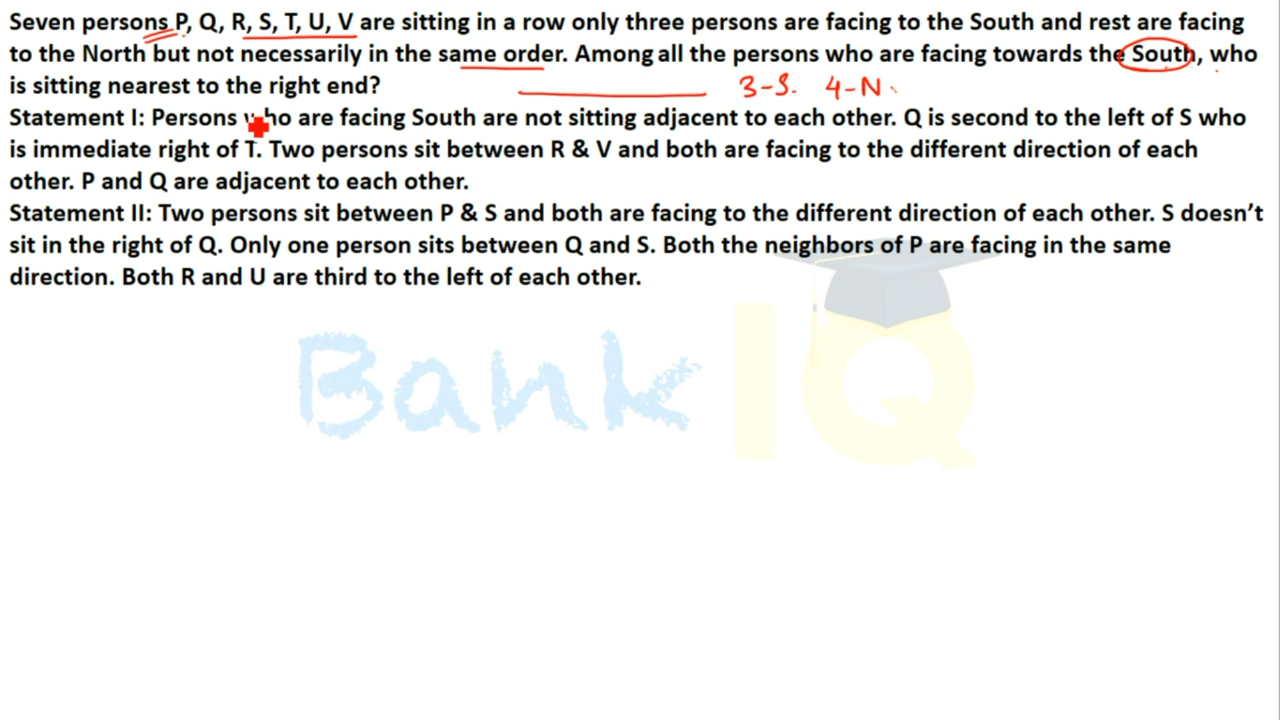 Seven persons P, Q, R, S, T, U, V are sitting in a row only three persons are facing to the South and rest are facing
to the North but not necessarily in the same order. Among all the persons who are facing towards the South, who
is sitting nearest to the right end? 3-S. 4-N
Statement I: Persons who are facing South are not sitting adjacent to each other. Q is second to the left of S who
is immediate right of T. Two persons sit between R & V and both are facing to the different direction of each
other. P and Q are adjacent to each other.
Statement II: Two persons sit between P & S and both are facing to the different direction of each other. S doesn't
sit in the right of Q. Only one person sits between Q and S. Both the neighbors of P are facing in the same
direction. Both R and U are third to the left of each other.
Bank IQ